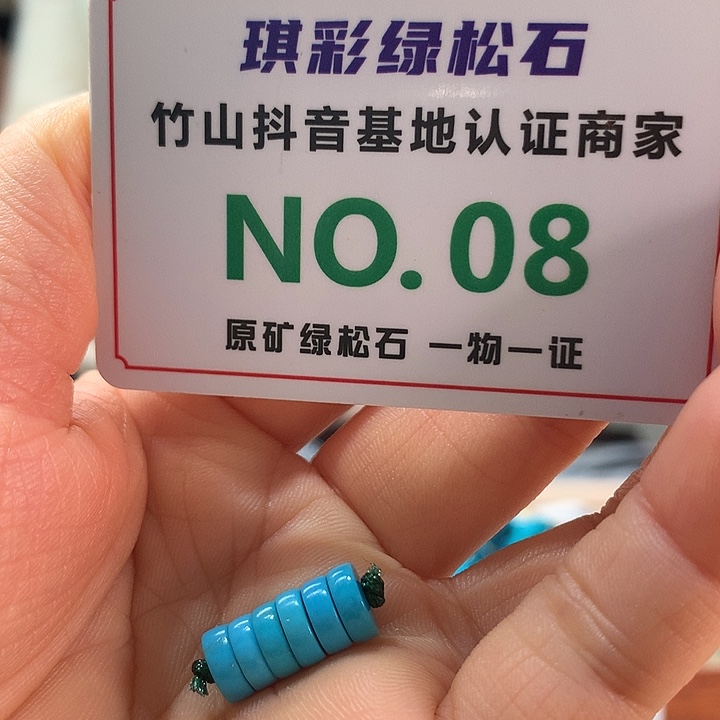 琪彩绿松石
竹山抖音基地认证商家
NO.08
原矿绿松石 一物一证